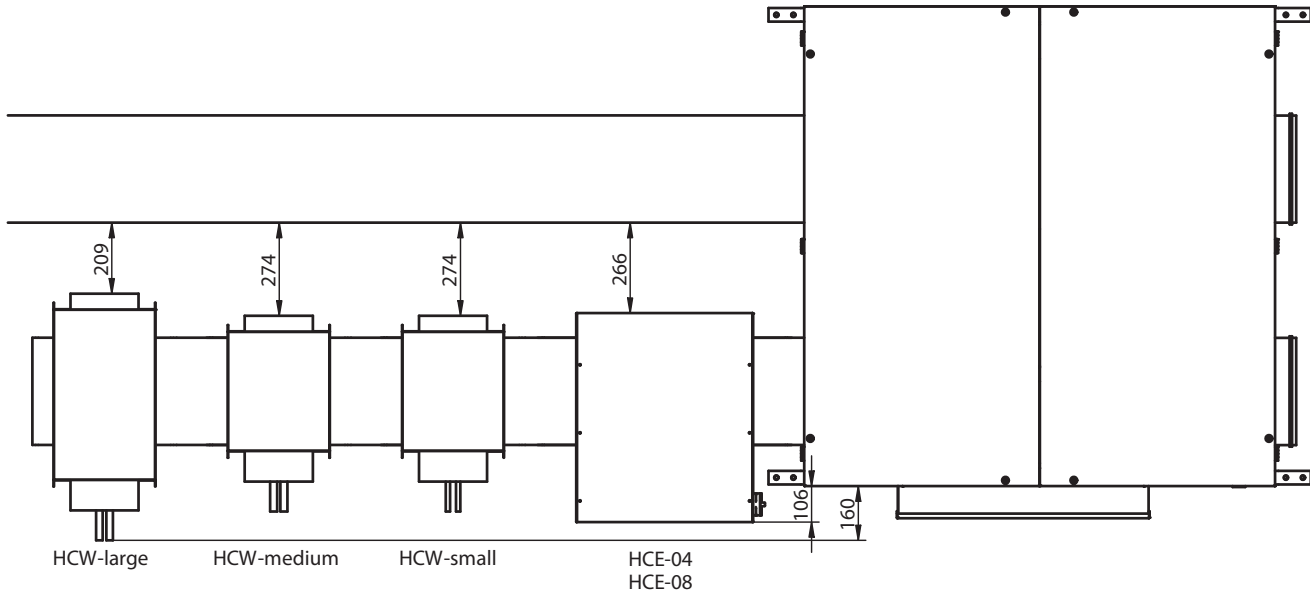 209
274
274
266
106
160
HCW-large
HCW-medium
HCW-small
HCE-04
HCE-08